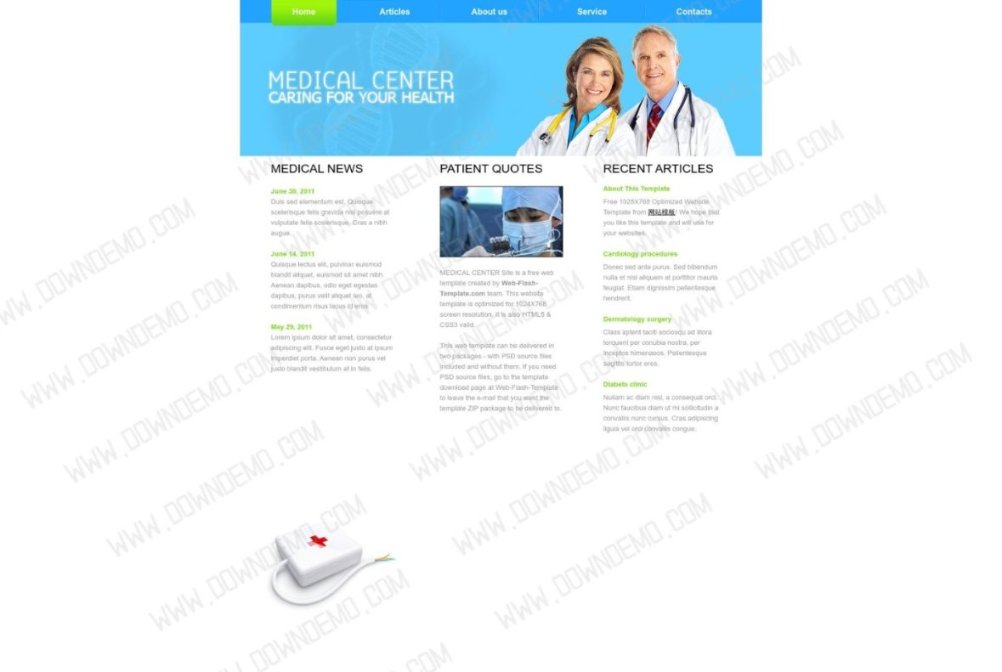 Home Articles About us Service Contacts
MEDICAL CENTER
CARING FOR YOUR HEALTH
MEDICAL NEWS
June 30, 2011
Duis sed elementum est. Quisque
scelerisque felis gravida nisl posuere at
vulputate felis scelerisque. Cras a nibh
augue.
June 14, 2011
Quisque lectus elit, pulvinar euismod
blandit aliquet, euismod sit amet nibh.
Aenean dapibus, odio eget egestas
dapibus, purus velit aliquet leo, at
condimentum risus lacus id eros.
May 29, 2011
Lorem ipsum dolor sit amet, consectetur
adipiscing elit. Fusce eget justo at ipsum
imperdiet porta. Aenean non purus vel
justo blandit vestibulum at in felis.
PATIENT QUOTES
MEDICAL CENTER Site is a free web
template created by Web-Flash-
Template.com team. This website
template is optimized for 1024X768
screen resolution. It is also HTML5 &
CSS3 valid.
This web template can be delivered in
two packages - with PSD source files
included and without them. If you need
PSD source files, go to the template
download page at Web-Flash-Template
to leave the e-mail that you want the
template ZIP package to be delivered to.
RECENT ARTICLES
About This Template
Free 1028X768 Optimized Website
Template from 网站模板! We hope that
you like this template and will use for
your websites.
Cardiology procedures
Donec sed ante purus. Sed bibendum
nulla et nisl aliquam at porttitor mauris
feugiat. Etiam dignissim pellentesque
hendrerit.
Dermatology surgery
Class aptent taciti sociosqu ad litora
torquent per conubia nostra, per
inceptos himenaeos. Pellentesque
sagittis tortor eros.
Diabets clinic
Nullam ac diam nisl, a consequat orci.
Nunc faucibus diam ut mi sollicitudin a
convallis nunc cursus. Cras adipiscing
ligula vel orci convallis congue.
WWW.DOWNDEMO.COM